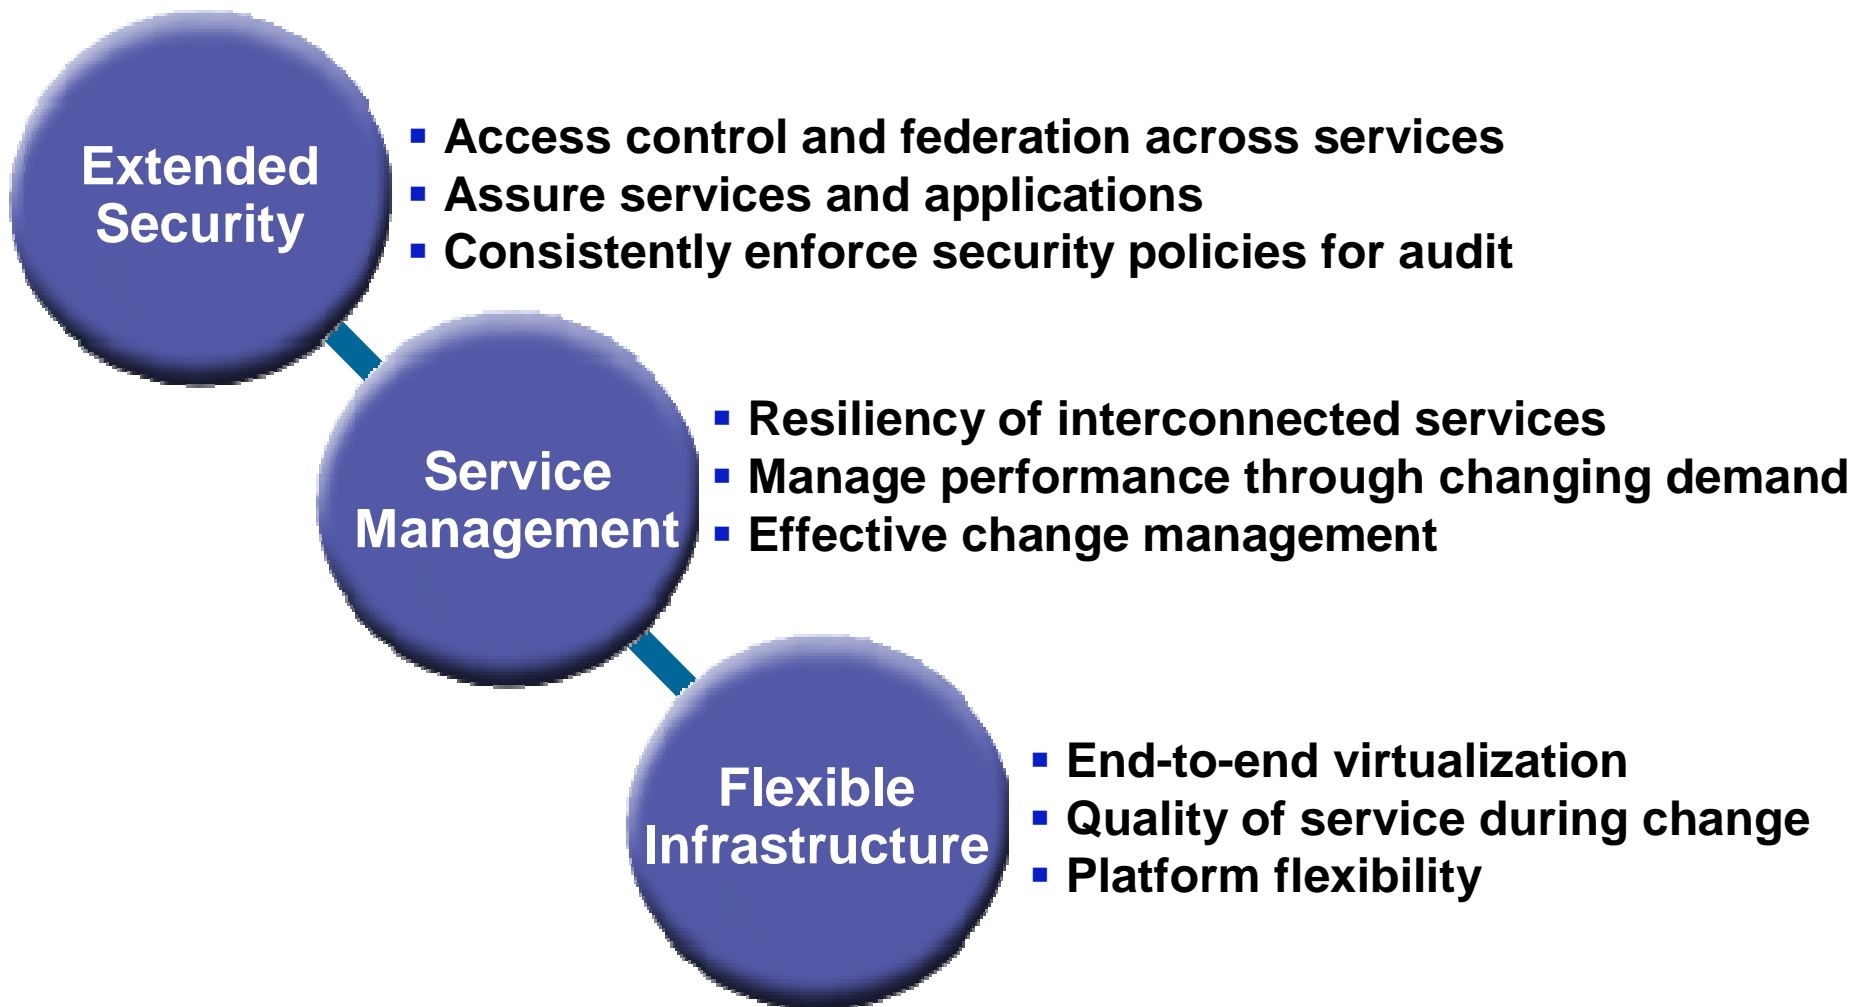 Extended
Security
▪ Access control and federation across services
▪ Assure services and applications
▪ Consistently enforce security policies for audit
Service
Management
▪ Resiliency of interconnected services
▪ Manage performance through changing demand
▪ Effective change management
Flexible
Infrastructure
▪ End-to-end virtualization
▪ Quality of service during change
▪ Platform flexibility